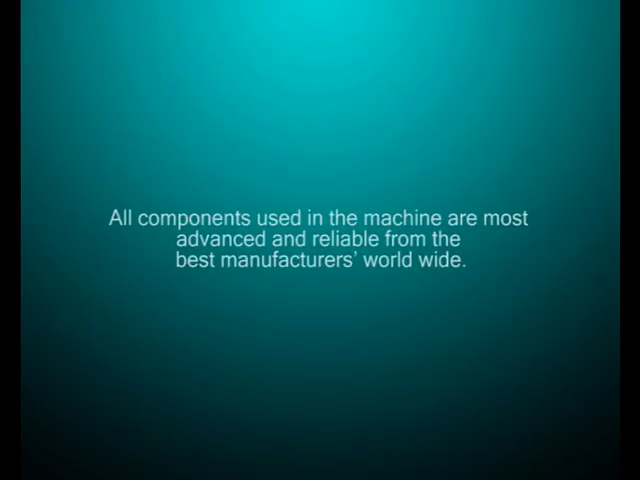 All components used in the machine are most
advanced and reliable from the
best manufacturers’ world wide.